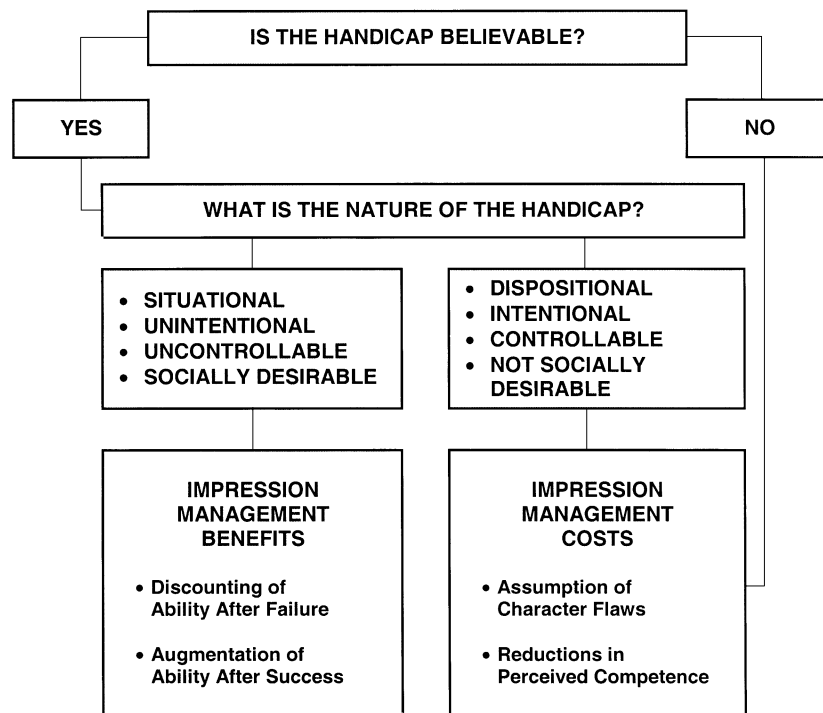 IS THE HANDICAP BELIEVABLE?
YES
NO
WHAT IS THE NATURE OF THE HANDICAP?
• SITUATIONAL
• UNINTENTIONAL
• UNCONTROLLABLE
• SOCIALLY DESIRABLE
• DISPOSITIONAL
• INTENTIONAL
• CONTROLLABLE
• NOT SOCIALLY
DESIRABLE
IMPRESSION
MANAGEMENT
BENEFITS
• Discounting of
Ability After Failure
• Augmentation of
Ability After Success
IMPRESSION
MANAGEMENT
COSTS
• Assumption of
Character Flaws
• Reductions in
Perceived Competence